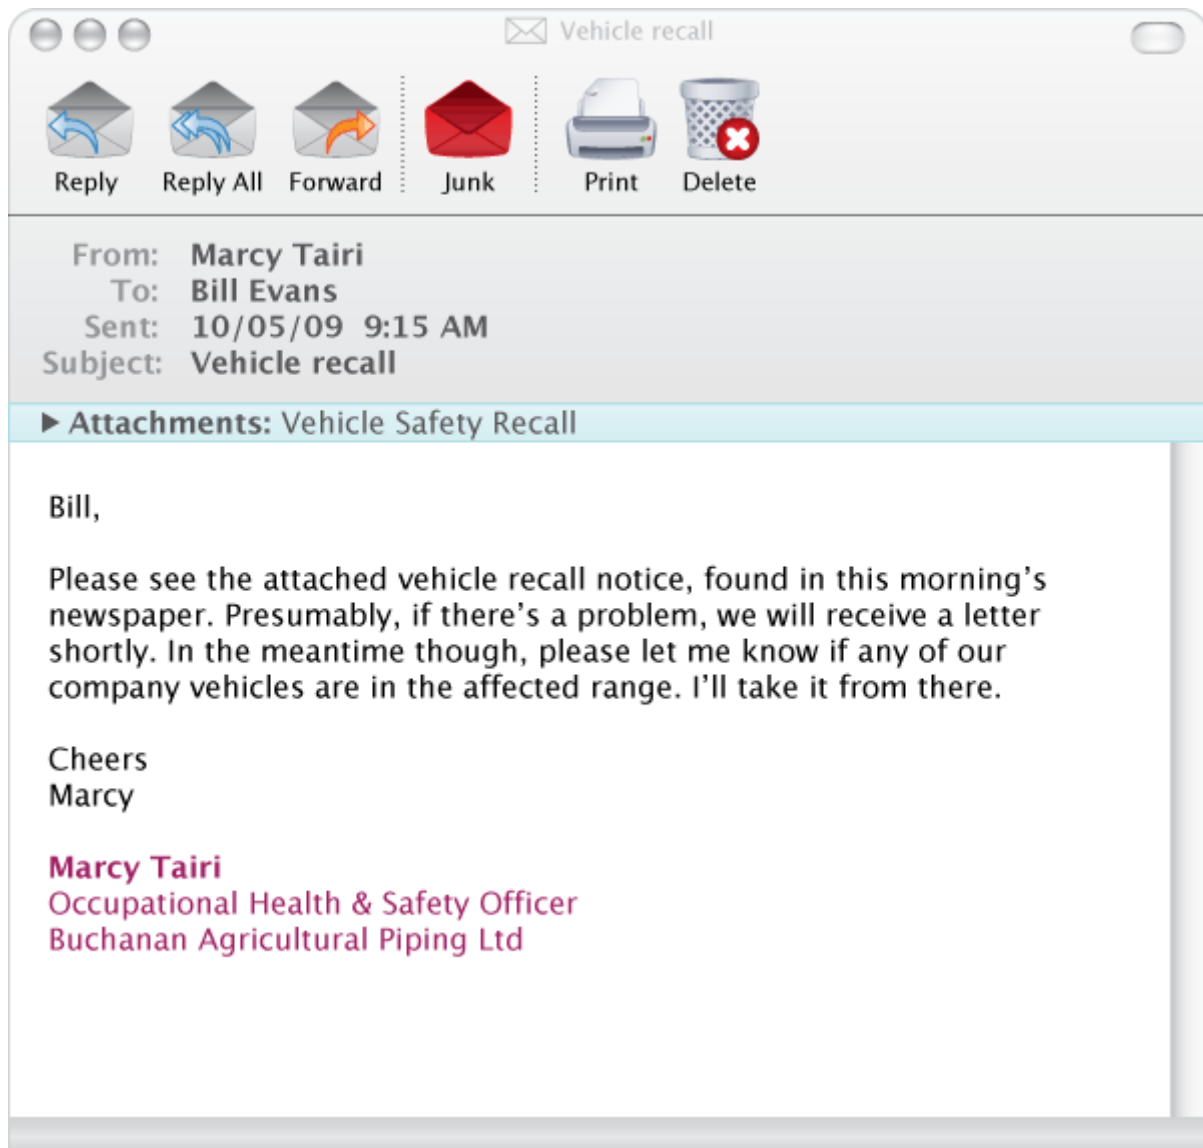 Vehicle recall
Reply Reply All Forward Junk Print Delete
From: Marcy Tairi
To: Bill Evans
Sent: 10/05/09 9:15 AM
Subject: Vehicle recall
Attachments: Vehicle Safety Recall
Bill,
Please see the attached vehicle recall notice, found in this morning’s
newspaper. Presumably, if there’s a problem, we will receive a letter
shortly. In the meantime though, please let me know if any of our
company vehicles are in the affected range. I’ll take it from there.
Cheers
Marcy
Marcy Tairi
Occupational Health & Safety Officer
Buchanan Agricultural Piping Ltd